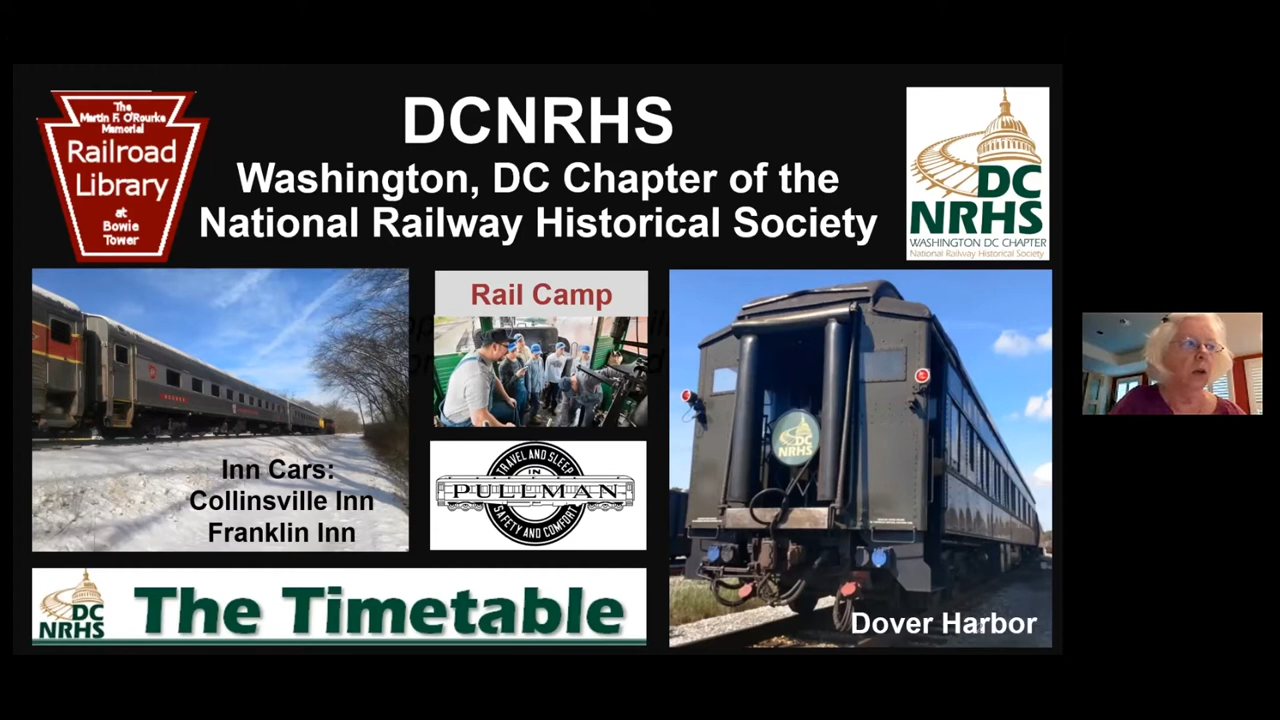 The
Martin F. O'Rourke
Memorial
Railroad
Library
at
Bowie
Tower
DCNRHS
Washington, DC Chapter of the
National Railway Historical Society
DC
NRHS
WASHINGTON DC CHAPTER
National Railway Historical Society
Inn Cars:
Collinsville Inn
Franklin Inn
Rail Camp
TRAVEL AND SLEEP
IN
PULLMAN
SAFETY AND COMFORT
DC
NRHS
Dover Harbor
DC
NRHS
The Timetable